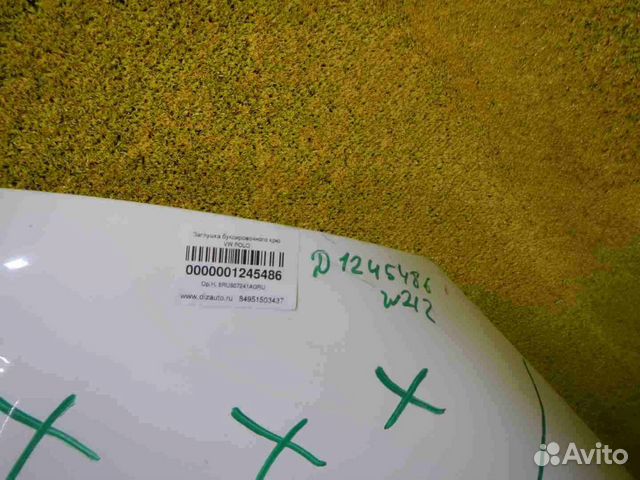 Заглушка буксировочного крю
VW POLO
0000001245486
Ор.Н. 6RU807241AGRU
www.dizauto.ru 84951503437
D 1245486
w212
Avito